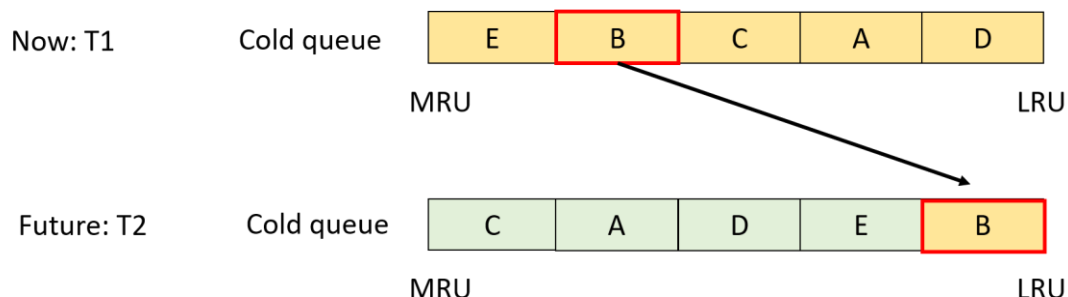 Now: T1 Cold queue E B C A D
MRU LRU
Future: T2 Cold queue C A D E B
MRU LRU